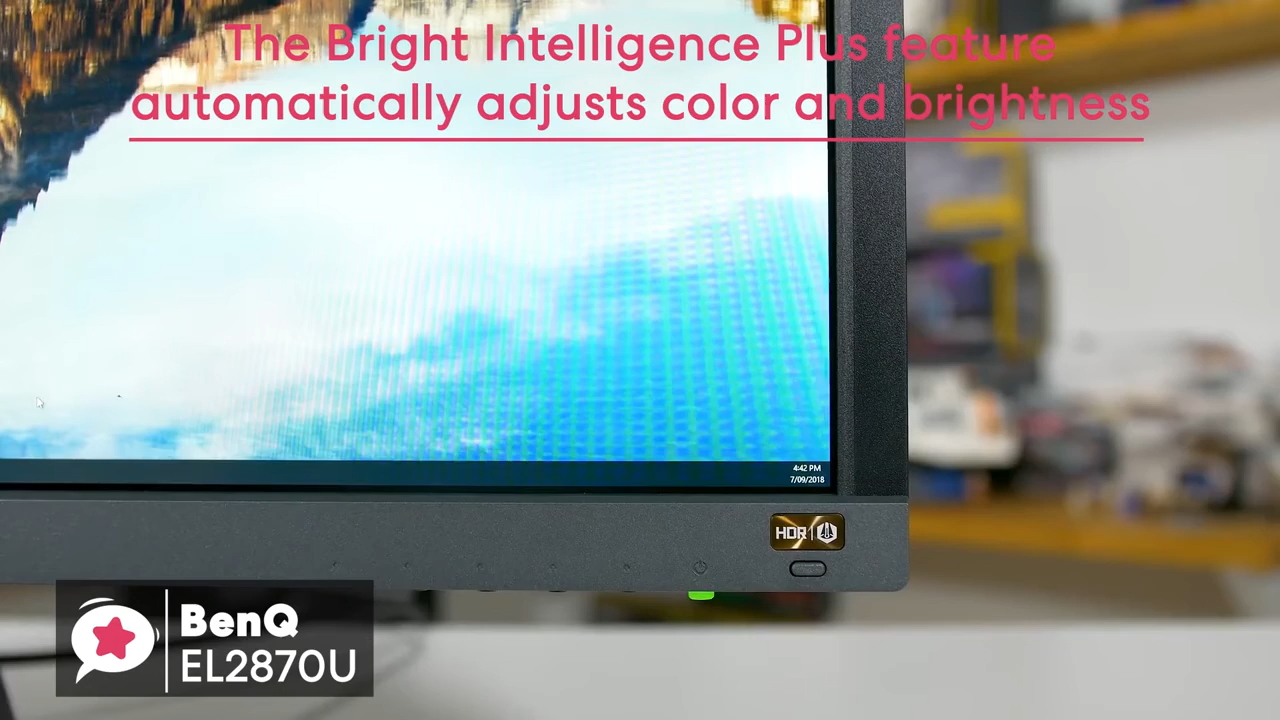 The Bright Intelligence Plus feature
automatically adjusts color and brightness
4:42 PM
7/09/2018
HDR
BenQ
EL2870U